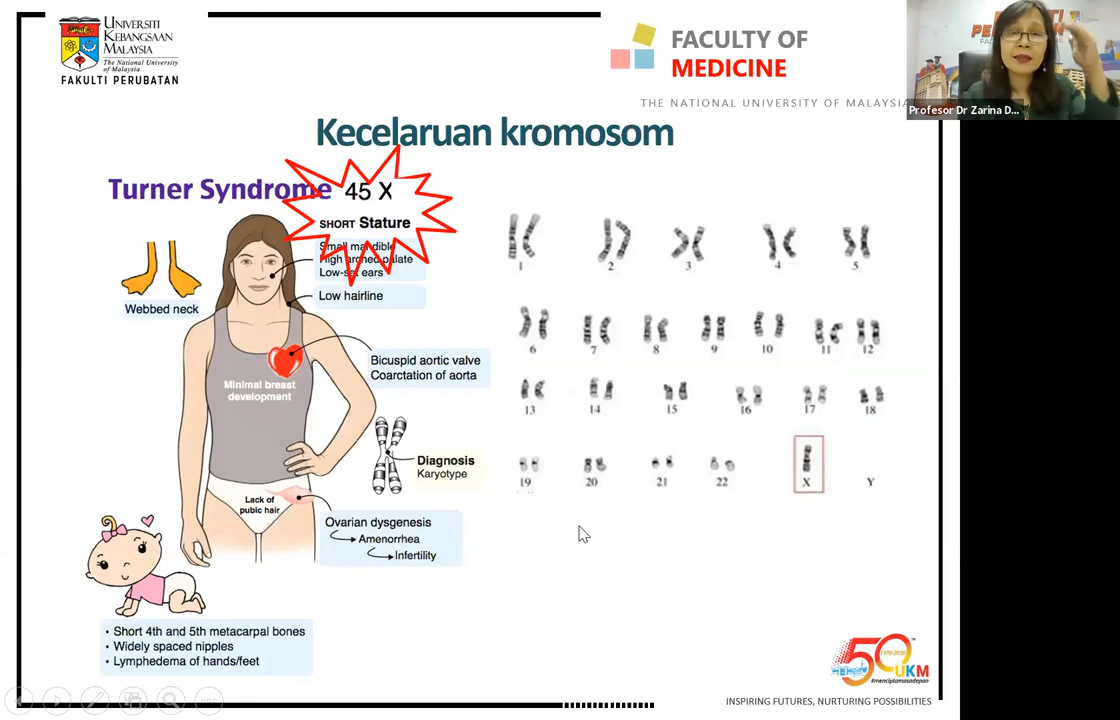 UNIVERSITI
KEBANGSAAN
MALAYSIA
The National University
of Malaysia
FAKULTI PERUBATAN
FACULTY OF
MEDICINE
THE NATIONAL UNIVERSITY OF MALAYSIA
Profesor Dr Zarina D...
Kecelaruan kromosom
Turner Syndrome
45 X
SHORT Stature
Small mandible
High arched palate
Low-set ears
Low hairline
Webbed neck
Bicuspid aortic valve
Coarctation of aorta
Minimal breast
development
Diagnosis
Karyotype
Lack of
pubic hair
Ovarian dysgenesis
Amenorrhea
Infertility
• Short 4th and 5th metacarpal bones
• Widely spaced nipples
• Lymphedema of hands/feet
1 2 3 4 5
6 7 8 9 10 11 12
13 14 15 16 17 18
19 20 21 22 X Y
50 1970-2020
UKM
#menciptamasadepan
INSPIRING FUTURES, NURTURING POSSIBILITIES